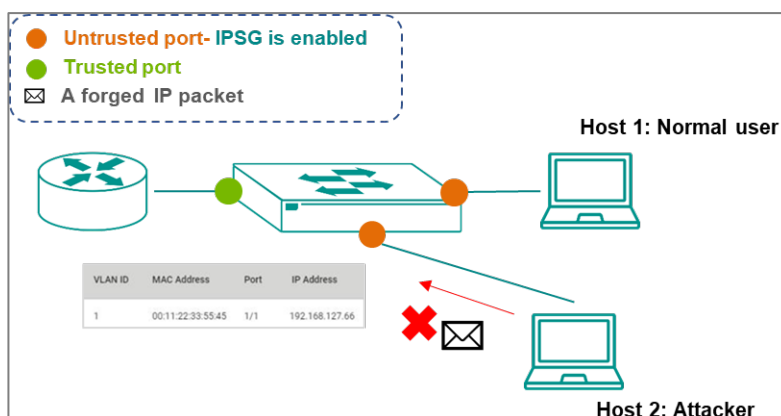 Untrusted port- IPSG is enabled
Trusted port
A forged IP packet
Host 1: Normal user
VLAN ID MAC Address Port IP Address
1 00:11:22:33:55:45 1/1 192.168.127.66
Host 2: Attacker